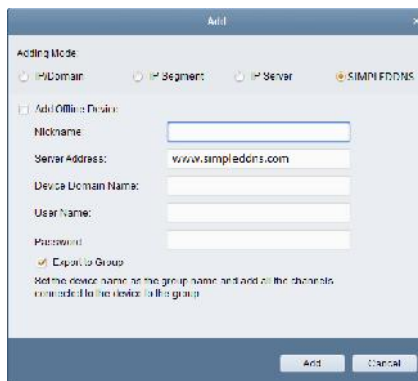 Add
Adding Mode:
IP/Domain IP Segment IP Server SIMPLEDDNS
Add Offline Device
Nickname:
Server Address: www.simpleddns.com
Device Domain Name:
User Name:
Password:
Export to Group
Set the device name as the group name and add all the channels
connected to the device to the group.
Add Cancel